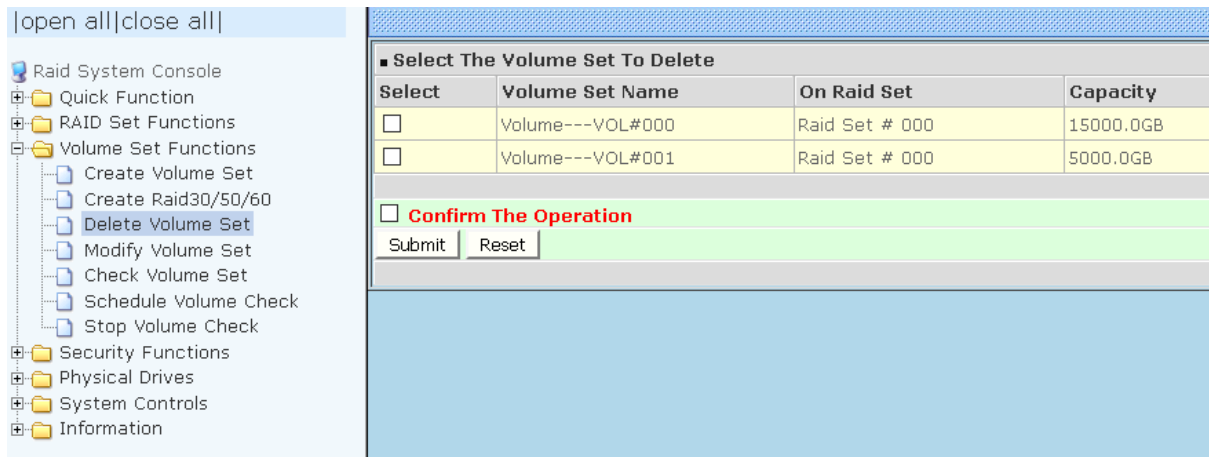 |open all|close all|
Raid System Console
Quick Function
RAID Set Functions
Volume Set Functions
Create Volume Set
Create Raid30/50/60
Delete Volume Set
Modify Volume Set
Check Volume Set
Schedule Volume Check
Stop Volume Check
Security Functions
Physical Drives
System Controls
Information
Select The Volume Set To Delete
Select Volume Set Name On Raid Set Capacity
Volume---VOL#000 Raid Set # 000 15000.0GB
Volume---VOL#001 Raid Set # 000 5000.0GB
Confirm The Operation
Submit Reset